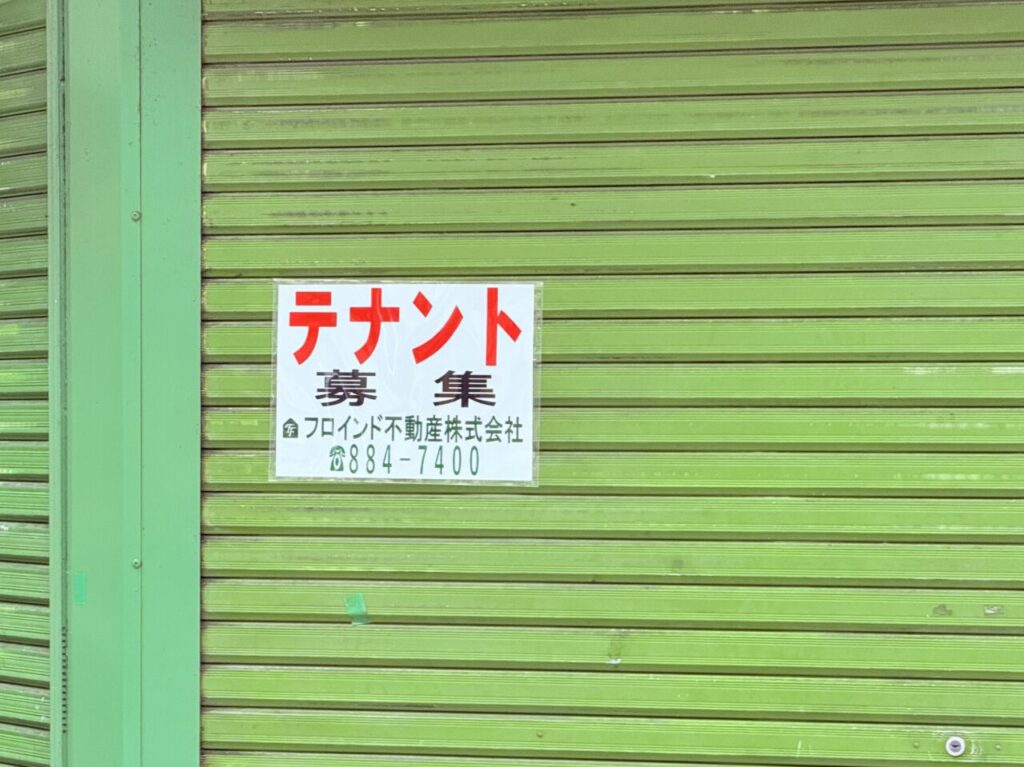 テナント
募 集
フロインド不動産株式会社
☎884-7400